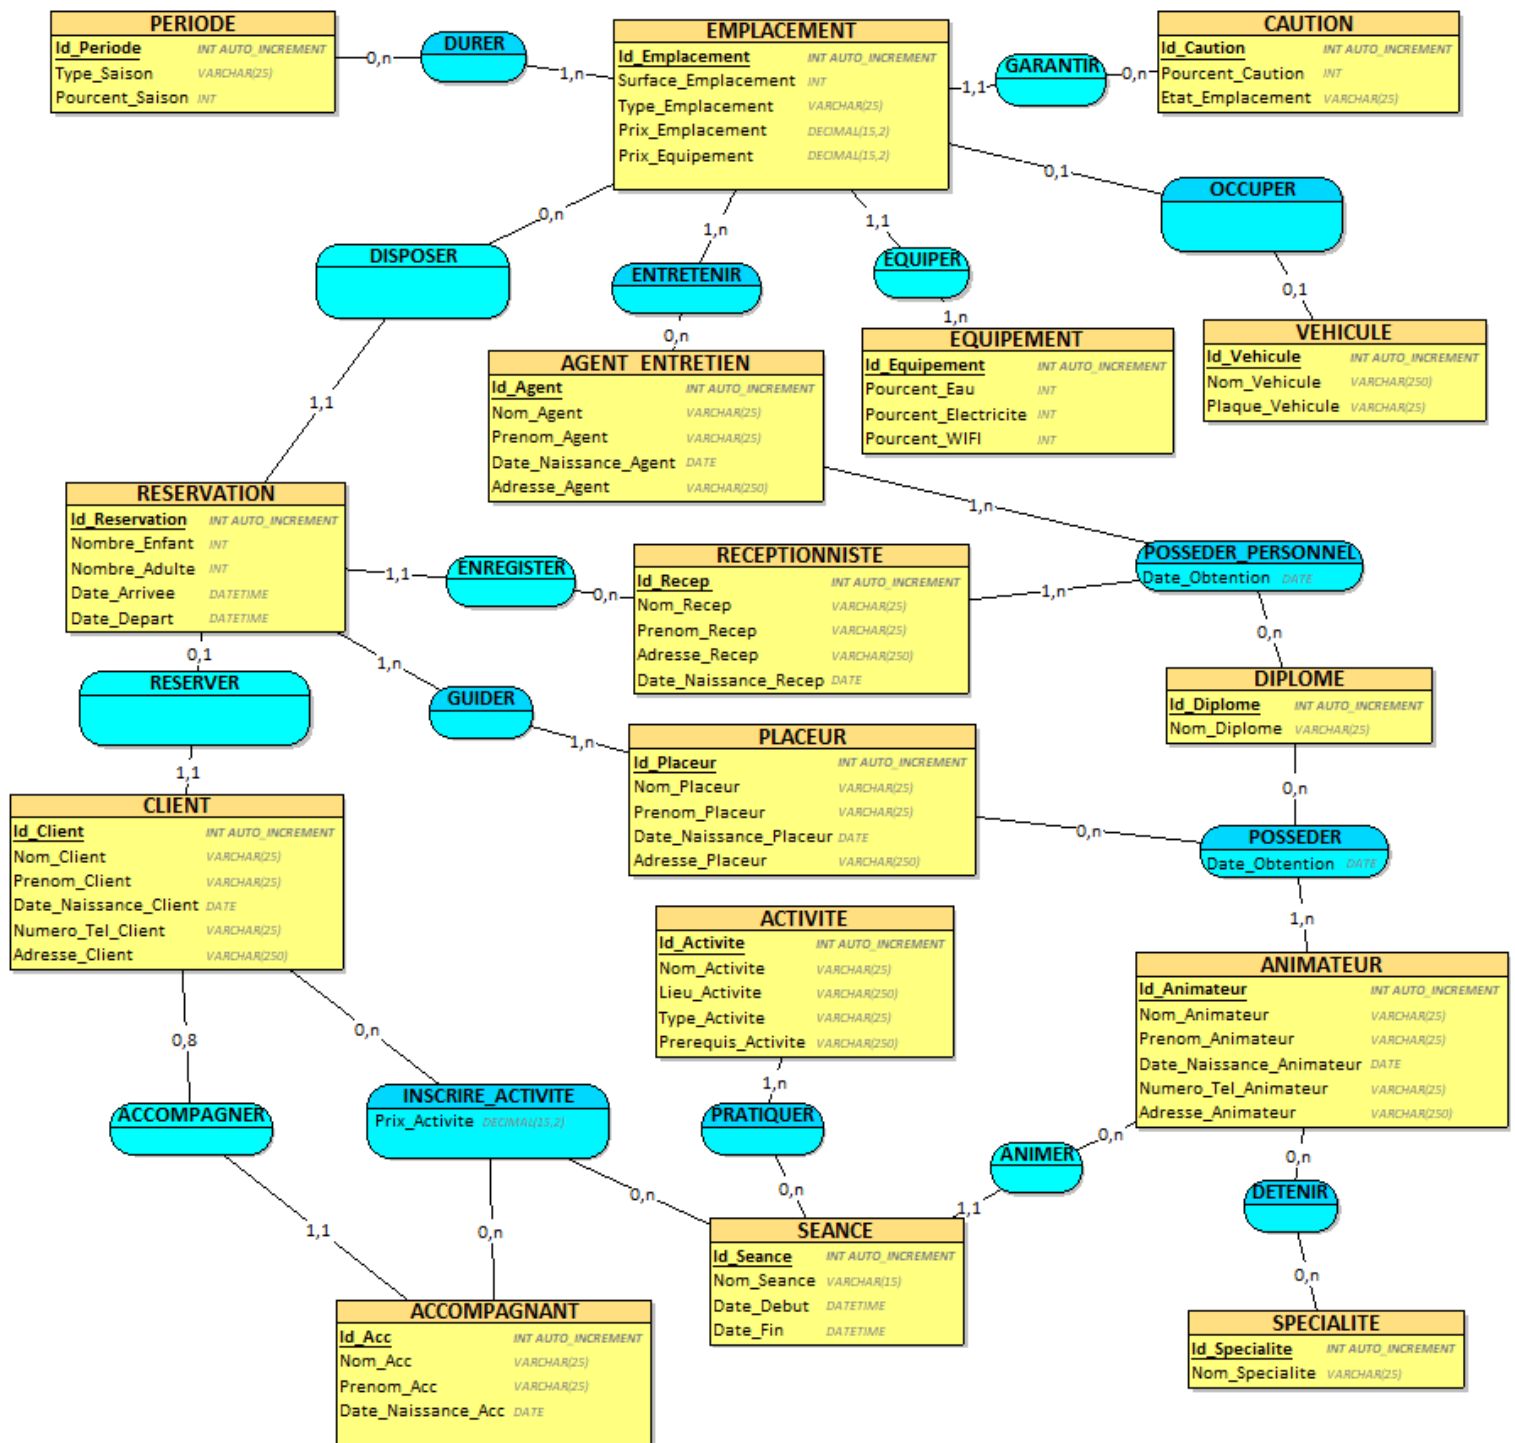 PERIODE
Id_Periode INT AUTO_INCREMENT
Type_Saison VARCHAR(25)
Pourcent_Saison INT
0,n
DURER
1,n
EMPLACEMENT
Id_Emplacement INT AUTO_INCREMENT
Surface_Emplacement INT
Type_Emplacement VARCHAR(25)
Prix_Emplacement DECIMAL(15,2)
Prix_Equipement DECIMAL(15,2)
1,1
GARANTIR
0,n
CAUTION
Id_Caution INT AUTO_INCREMENT
Pourcent_Caution INT
Etat_Emplacement VARCHAR(25)
0,1
OCCUPER
0,1
VEHICULE
Id_Vehicule INT AUTO_INCREMENT
Nom_Vehicule VARCHAR(250)
Plaque_Vehicule VARCHAR(25)
0,n
DISPOSER
1,1
1,n
ENTRETENIR
0,n
1,1
EQUIPER
1,n
EQUIPEMENT
Id_Equipement INT AUTO_INCREMENT
Pourcent_Eau INT
Pourcent_Electricite INT
Pourcent_WIFI INT
AGENT_ENTRETIEN
Id_Agent INT AUTO_INCREMENT
Nom_Agent VARCHAR(25)
Prenom_Agent VARCHAR(25)
Date_Naissance_Agent DATE
Adresse_Agent VARCHAR(250)
1,n
RESERVATION
Id_Reservation INT AUTO_INCREMENT
Nombre_Enfant INT
Nombre_Adulte INT
Date_Arrivee DATETIME
Date_Depart DATETIME
1,1
ENREGISTER
0,n
RECEPTIONNISTE
Id_Recep INT AUTO_INCREMENT
Nom_Recep VARCHAR(25)
Prenom_Recep VARCHAR(25)
Adresse_Recep VARCHAR(250)
Date_Naissance_Recep DATE
1,n
POSSEDER_PERSONNEL
Date_Obtention DATE
0,n
DIPLOME
Id_Diplome INT AUTO_INCREMENT
Nom_Diplome VARCHAR(25)
0,n
0,1
RESERVER
1,1
1,n
GUIDER
1,n
PLACEUR
Id_Placeur INT AUTO_INCREMENT
Nom_Placeur VARCHAR(25)
Prenom_Placeur VARCHAR(25)
Date_Naissance_Placeur DATE
Adresse_Placeur VARCHAR(250)
0,n
POSSEDER
Date_Obtention DATE
1,n
CLIENT
Id_Client INT AUTO_INCREMENT
Nom_Client VARCHAR(25)
Prenom_Client VARCHAR(25)
Date_Naissance_Client DATE
Numero_Tel_Client VARCHAR(25)
Adresse_Client VARCHAR(250)
ACTIVITE
Id_Activite INT AUTO_INCREMENT
Nom_Activite VARCHAR(25)
Lieu_Activite VARCHAR(250)
Type_Activite VARCHAR(25)
Prerequis_Activite VARCHAR(250)
ANIMATEUR
Id_Animateur INT AUTO_INCREMENT
Nom_Animateur VARCHAR(25)
Prenom_Animateur VARCHAR(25)
Date_Naissance_Animateur DATE
Numero_Tel_Animateur VARCHAR(25)
Adresse_Animateur VARCHAR(250)
0,8
ACCOMPAGNER
1,1
0,n
INSCRIRE_ACTIVITE
Prix_Activite DECIMAL(15,2)
0,n
0,n
1,n
PRATIQUER
0,n
0,n
ANIMER
1,1
0,n
DETENIR
0,n
SEANCE
Id_Seance INT AUTO_INCREMENT
Nom_Seance VARCHAR(15)
Date_Debut DATETIME
Date_Fin DATETIME
ACCOMPAGNANT
Id_Acc INT AUTO_INCREMENT
Nom_Acc VARCHAR(25)
Prenom_Acc VARCHAR(25)
Date_Naissance_Acc DATE
SPECIALITE
Id_Specialite INT AUTO_INCREMENT
Nom_Specialite VARCHAR(25)